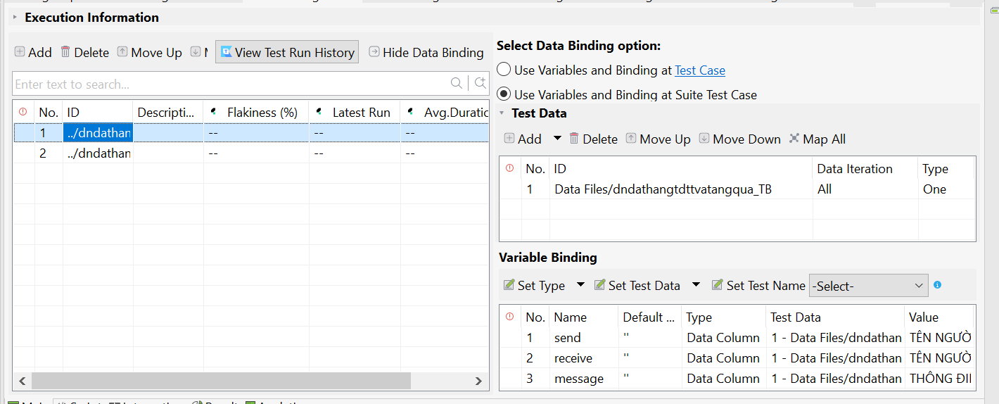 Execution Information
Add Delete Move Up View Test Run History Hide Data Binding
Enter text to search...
No. ID Descripti... Flakiness (%) Latest Run Avg.Duratic
1 ../dndathan -- -- --
2 ../dndathan -- -- --
Select Data Binding option:
Use Variables and Binding at Test Case
Use Variables and Binding at Suite Test Case
Test Data
Add Delete Move Up Move Down Map All
No. ID Data Iteration Type
1 Data Files/dndathangtdttvatangqua_TB All One
Variable Binding
Set Type Set Test Data Set Test Name -Select-
No. Name Default ... Type Test Data Value
1 send '' Data Column 1 - Data Files/dndathan TÊN NGƯỜ
2 receive '' Data Column 1 - Data Files/dndathan TÊN NGƯỜ
3 message '' Data Column 1 - Data Files/dndathan THÔNG ĐII